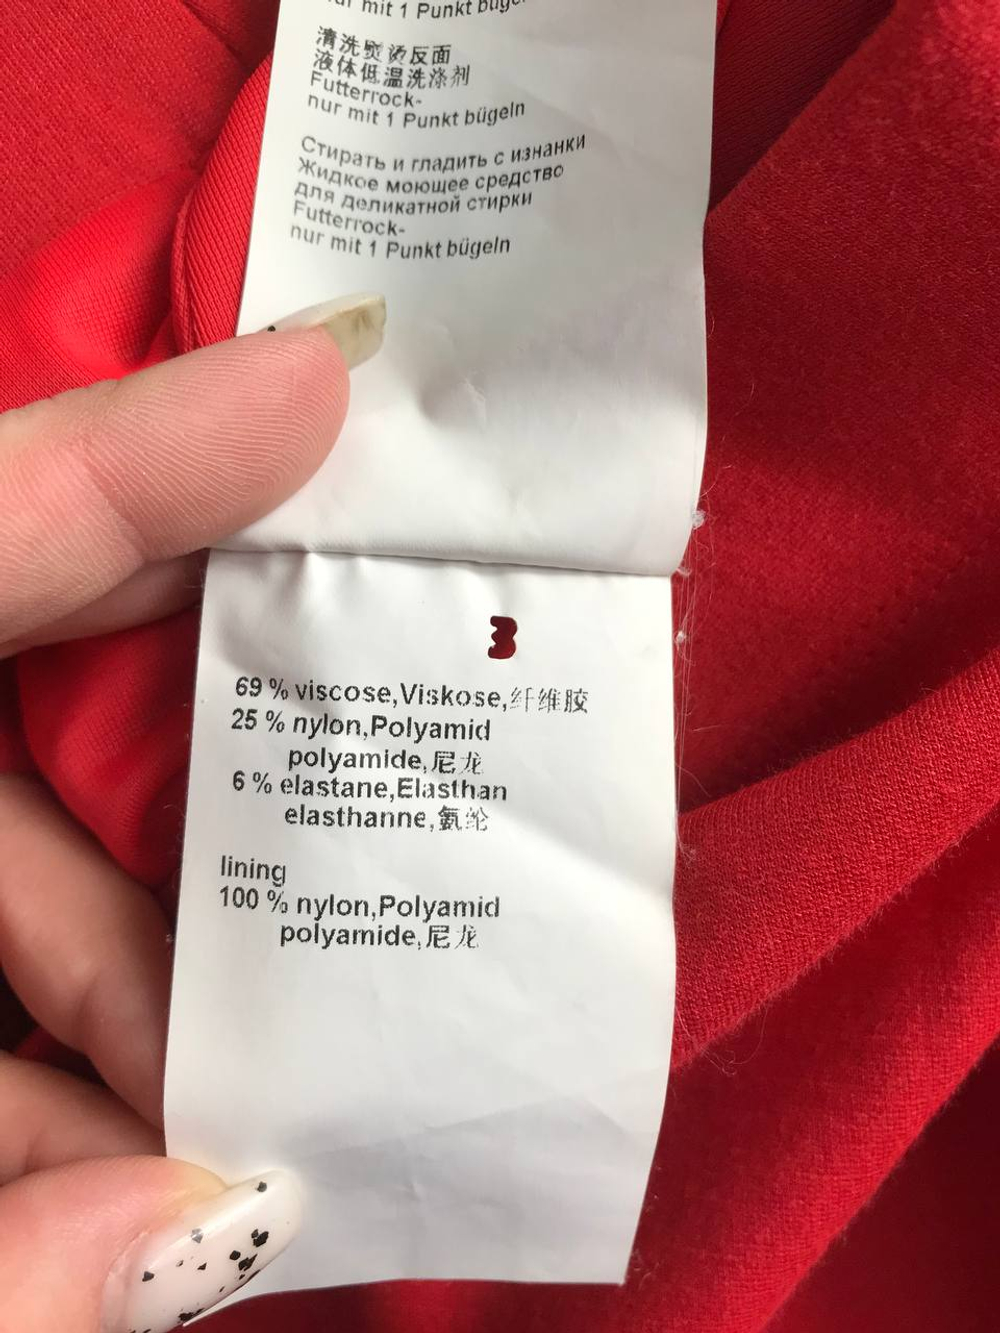 nur mit 1 Punkt bügeln
清洗熨烫反面
液体低温洗涤剂
Futterrock-
nur mit 1 Punkt bügeln
Стирать и гладить с изнанки
Жидкое моющее средство
для деликатной стирки
Futterrock-
nur mit 1 Punkt bügeln
69 % viscose,Viskose,纤维胶
25 % nylon,Polyamid
polyamide,尼龙
6 % elastane,Elasthan
elasthanne,氨纶
lining
100 % nylon,Polyamid
polyamide,尼龙